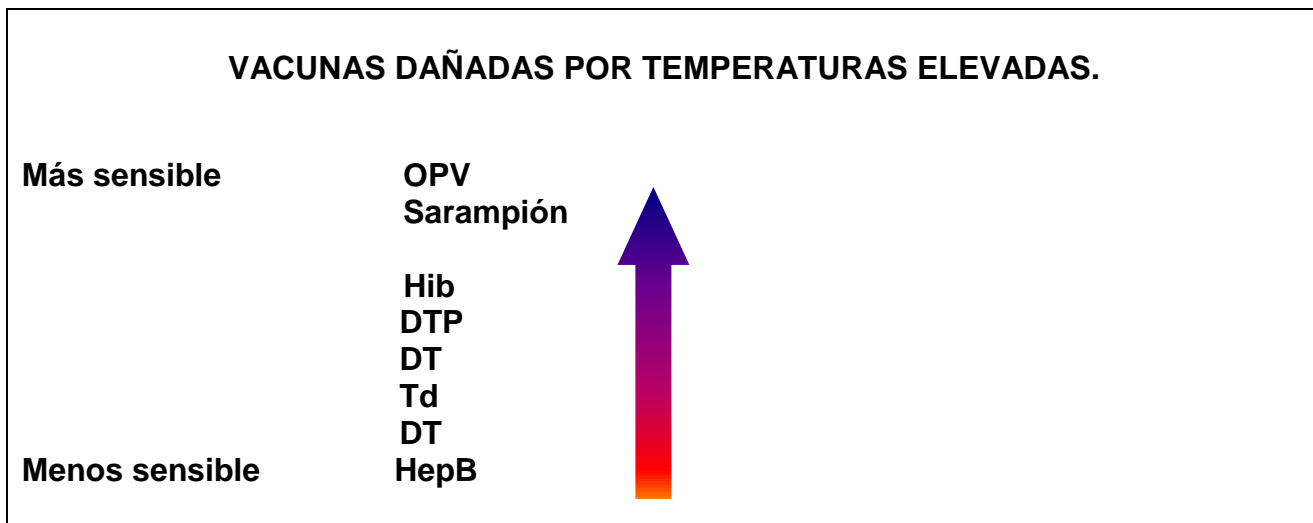 VACUNAS DAÑADAS POR TEMPERATURAS ELEVADAS.
Más sensible OPV
Sarampión
Hib
DTP
DT
Td
DT
Menos sensible HepB